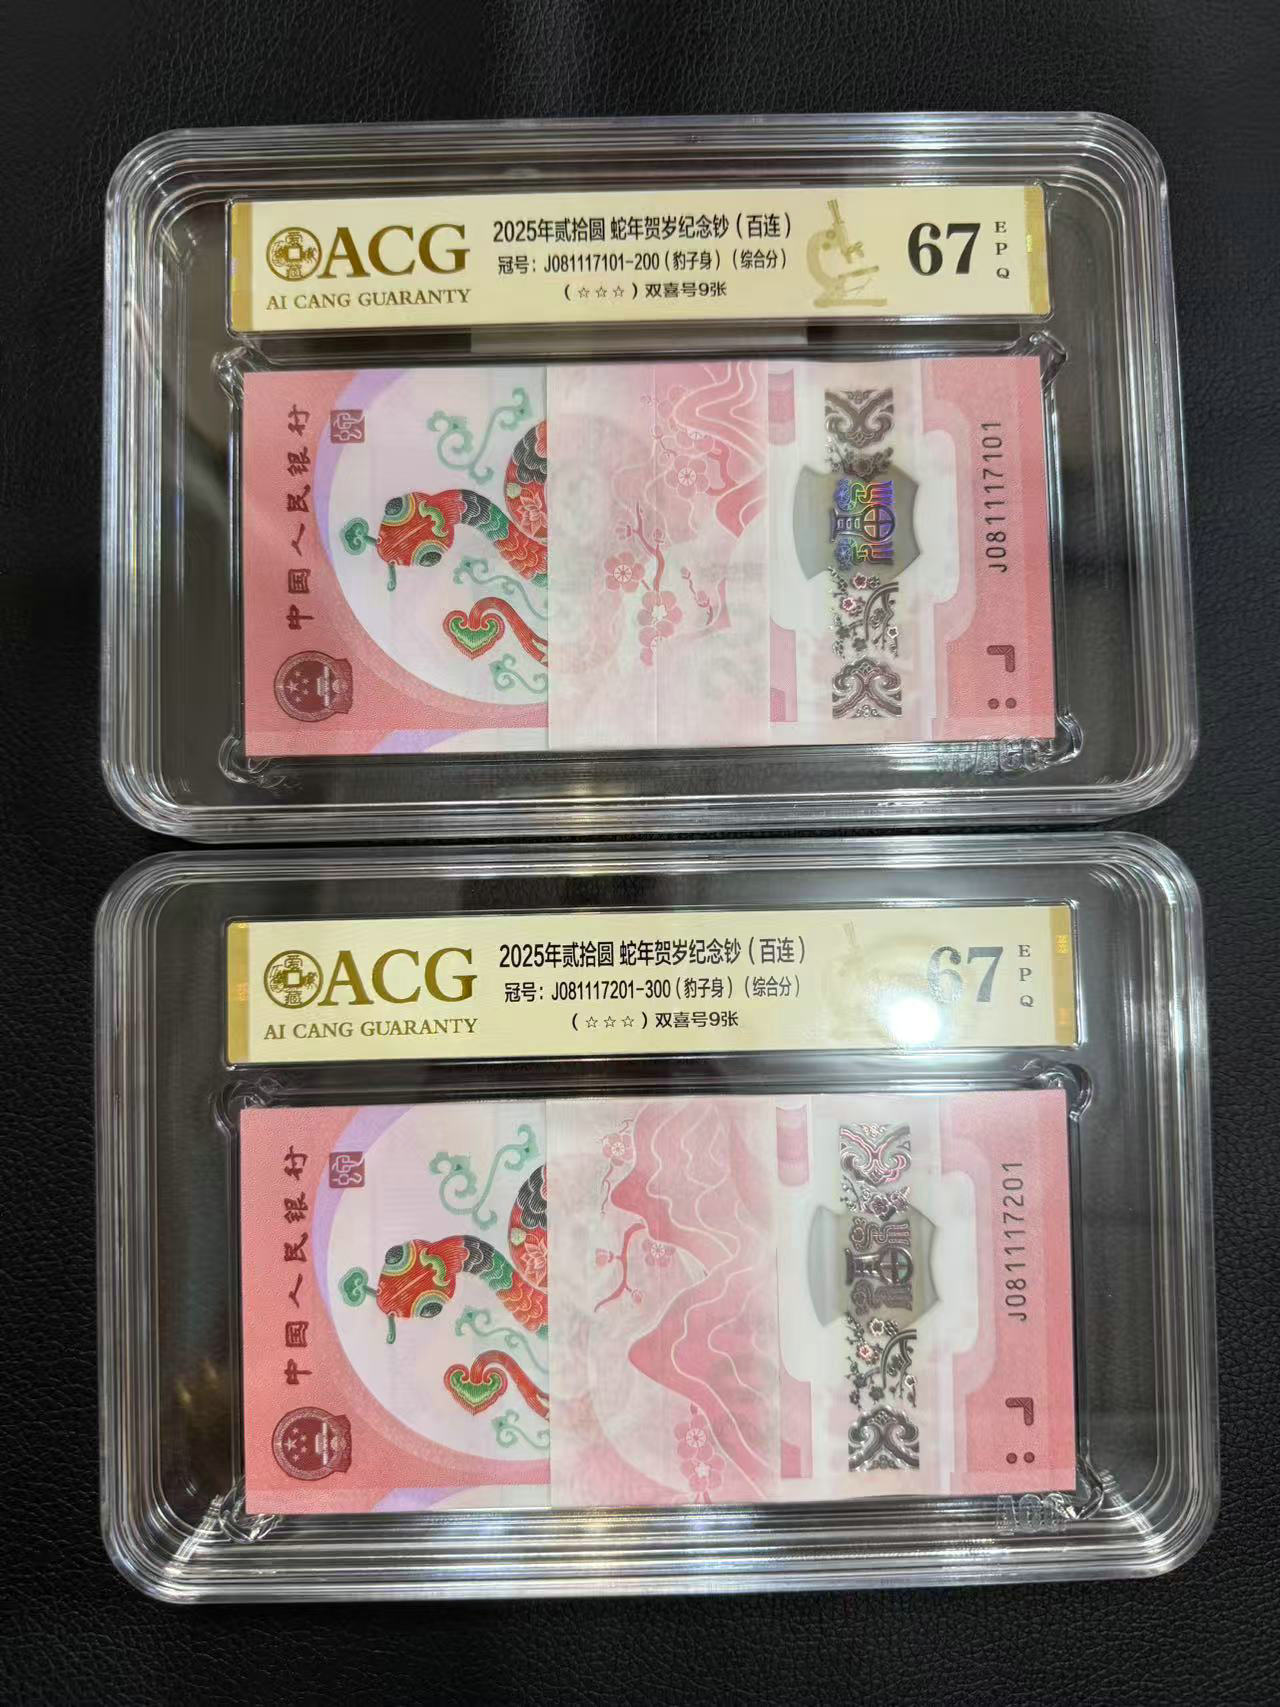 ACG
AI CANG GUARANTY
2025年贰拾圆 蛇年贺岁纪念钞（百连）
冠号：J081117101-200（豹子身）（综合分）
（☆☆☆）双喜号9张
67
EPQ
中国人民银行
J081117101
ACG
AI CANG GUARANTY
2025年贰拾圆 蛇年贺岁纪念钞（百连）
冠号：J081117201-300（豹子身）（综合分）
（☆☆☆）双喜号9张
67
EPQ
中国人民银行
J081117201